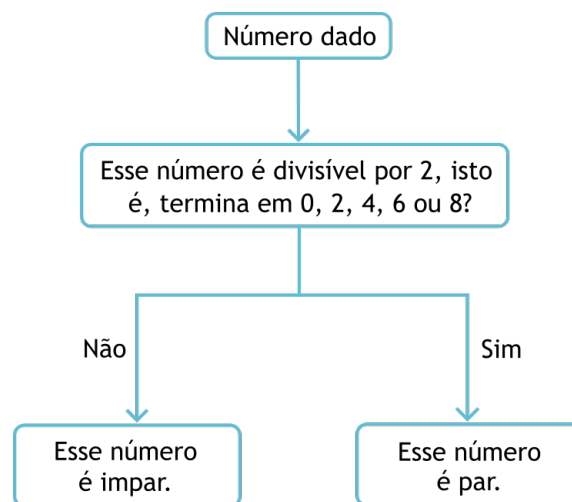 Número dado
Esse número é divisível por 2, isto
é, termina em 0, 2, 4, 6 ou 8?
Não
Sim
Esse número
é impar.
Esse número
é par.